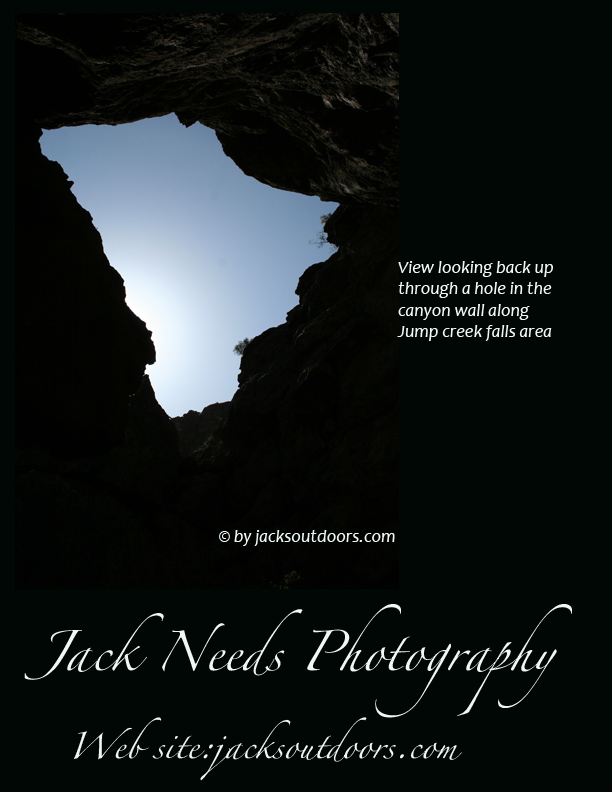 View looking back up
through a hole in the
canyon wall along
Jump creek falls area
© by jacksoutdoors.com
Jack Needs Photography
Web site:jacksoutdoors.com